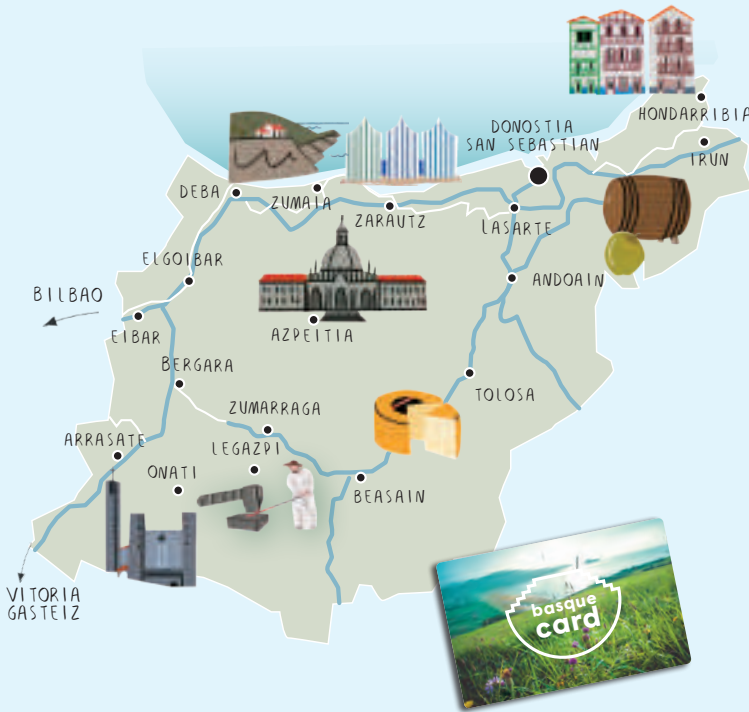 HONDARRIBIA
DONOSTIA
SAN SEBASTIAN
IRUN
DEBA
ZUMAIA
ZARAUTZ
LASARTE
ELGOIBAR
ANDOAIN
BILBAO
EIBAR
AZPEITIA
BERGARA
TOLOSA
ZUMARRAGA
ARRASATE
LEGAZPI
ONATI
BEASAIN
VITORIA
GASTEIZ
basque
card